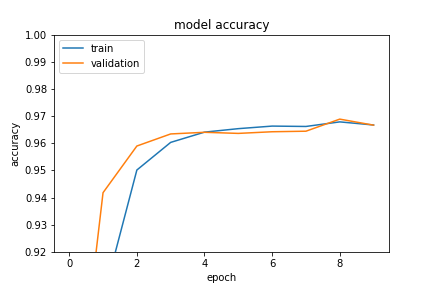 model accuracy
1.00
0.99
0.98
0.97
0.96
0.95
0.94
0.93
0.92
accuracy
train
validation
0 2 4 6 8
epoch